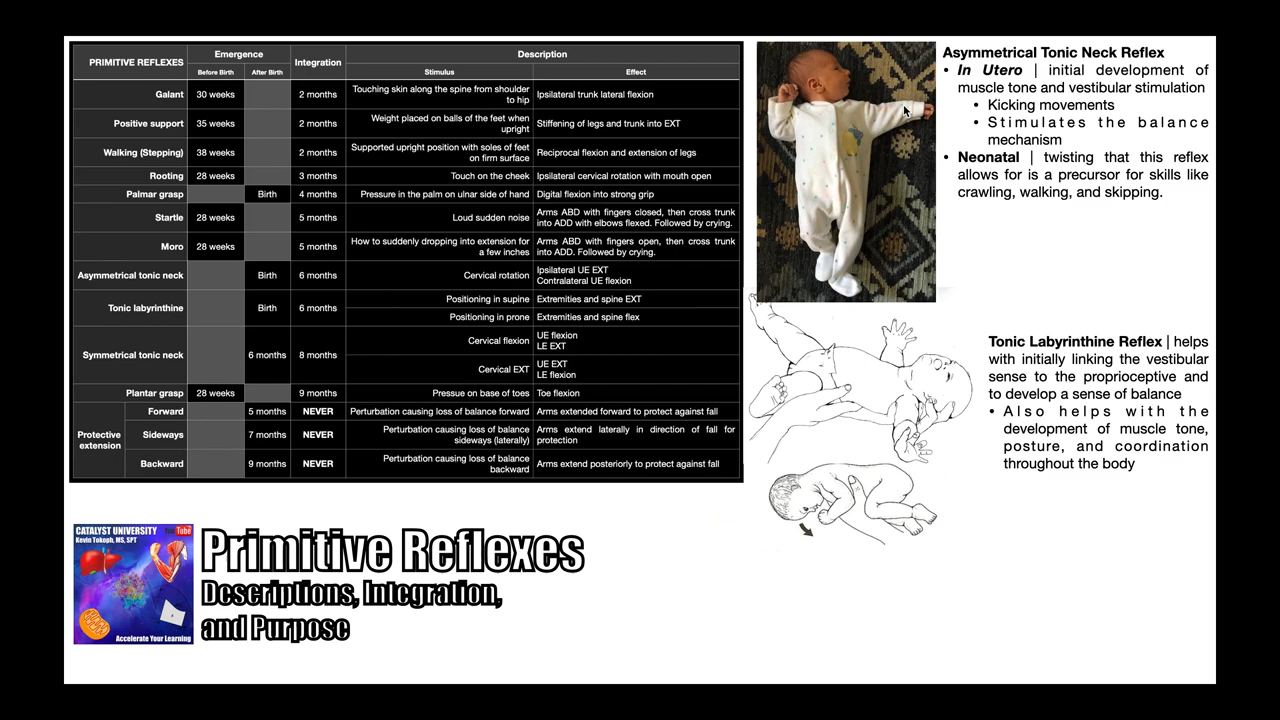 PRIMITIVE REFLEXES
Emergence
Before Birth
After Birth
Integration
Description
Stimulus
Effect
Galant
30 weeks
2 months
Touching skin along the spine from shoulder
to hip
Ipsilateral trunk lateral flexion
Positive support
35 weeks
2 months
Weight placed on balls of the feet when
upright
Stiffening of legs and trunk into EXT
Walking (Stepping)
38 weeks
2 months
Supported upright position with soles of feet
on firm surface
Reciprocal flexion and extension of legs
Rooting
28 weeks
3 months
Touch on the cheek
Ipsilateral cervical rotation with mouth open
Palmar grasp
Birth
4 months
Pressure in the palm on ulnar side of hand
Digital flexion into strong grip
Startle
28 weeks
5 months
Loud sudden noise
Arms ABD with fingers closed, then cross trunk
into ADD with elbows flexed. Followed by crying.
Moro
28 weeks
5 months
How to suddenly dropping into extension for
a few inches
Arms ABD with fingers open, then cross trunk
into ADD. Followed by crying.
Asymmetrical tonic neck
Birth
6 months
Cervical rotation
Ipsilateral UE EXT
Contralateral UE flexion
Tonic labyrinthine
Birth
6 months
Positioning in supine
Extremities and spine EXT
Positioning in prone
Extremities and spine flex
Symmetrical tonic neck
6 months
8 months
Cervical flexion
UE flexion
LE EXT
Cervical EXT
UE EXT
LE flexion
Plantar grasp
28 weeks
9 months
Pressue on base of toes
Toe flexion
Protective
extension
Forward
5 months
NEVER
Perturbation causing loss of balance forward
Arms extended forward to protect against fall
Sideways
7 months
NEVER
Perturbation causing loss of balance
sideways (laterally)
Arms extend laterally in direction of fall for
protection
Backward
9 months
NEVER
Perturbation causing loss of balance
backward
Arms extend posteriorly to protect against fall
Asymmetrical Tonic Neck Reflex
• In Utero | initial development of
muscle tone and vestibular stimulation
• Kicking movements
• Stimulates the balance
mechanism
• Neonatal | twisting that this reflex
allows for is a precursor for skills like
crawling, walking, and skipping.
Tonic Labyrinthine Reflex | helps
with initially linking the vestibular
sense to the proprioceptive and
to develop a sense of balance
• Also helps with the
development of muscle tone,
posture, and coordination
throughout the body
CATALYST UNIVERSITY
YouTube
Kevin Tokoph, MS, SPT
Accelerate Your Learning
Primitive Reflexes
Descriptions, Integration,
and Purpose